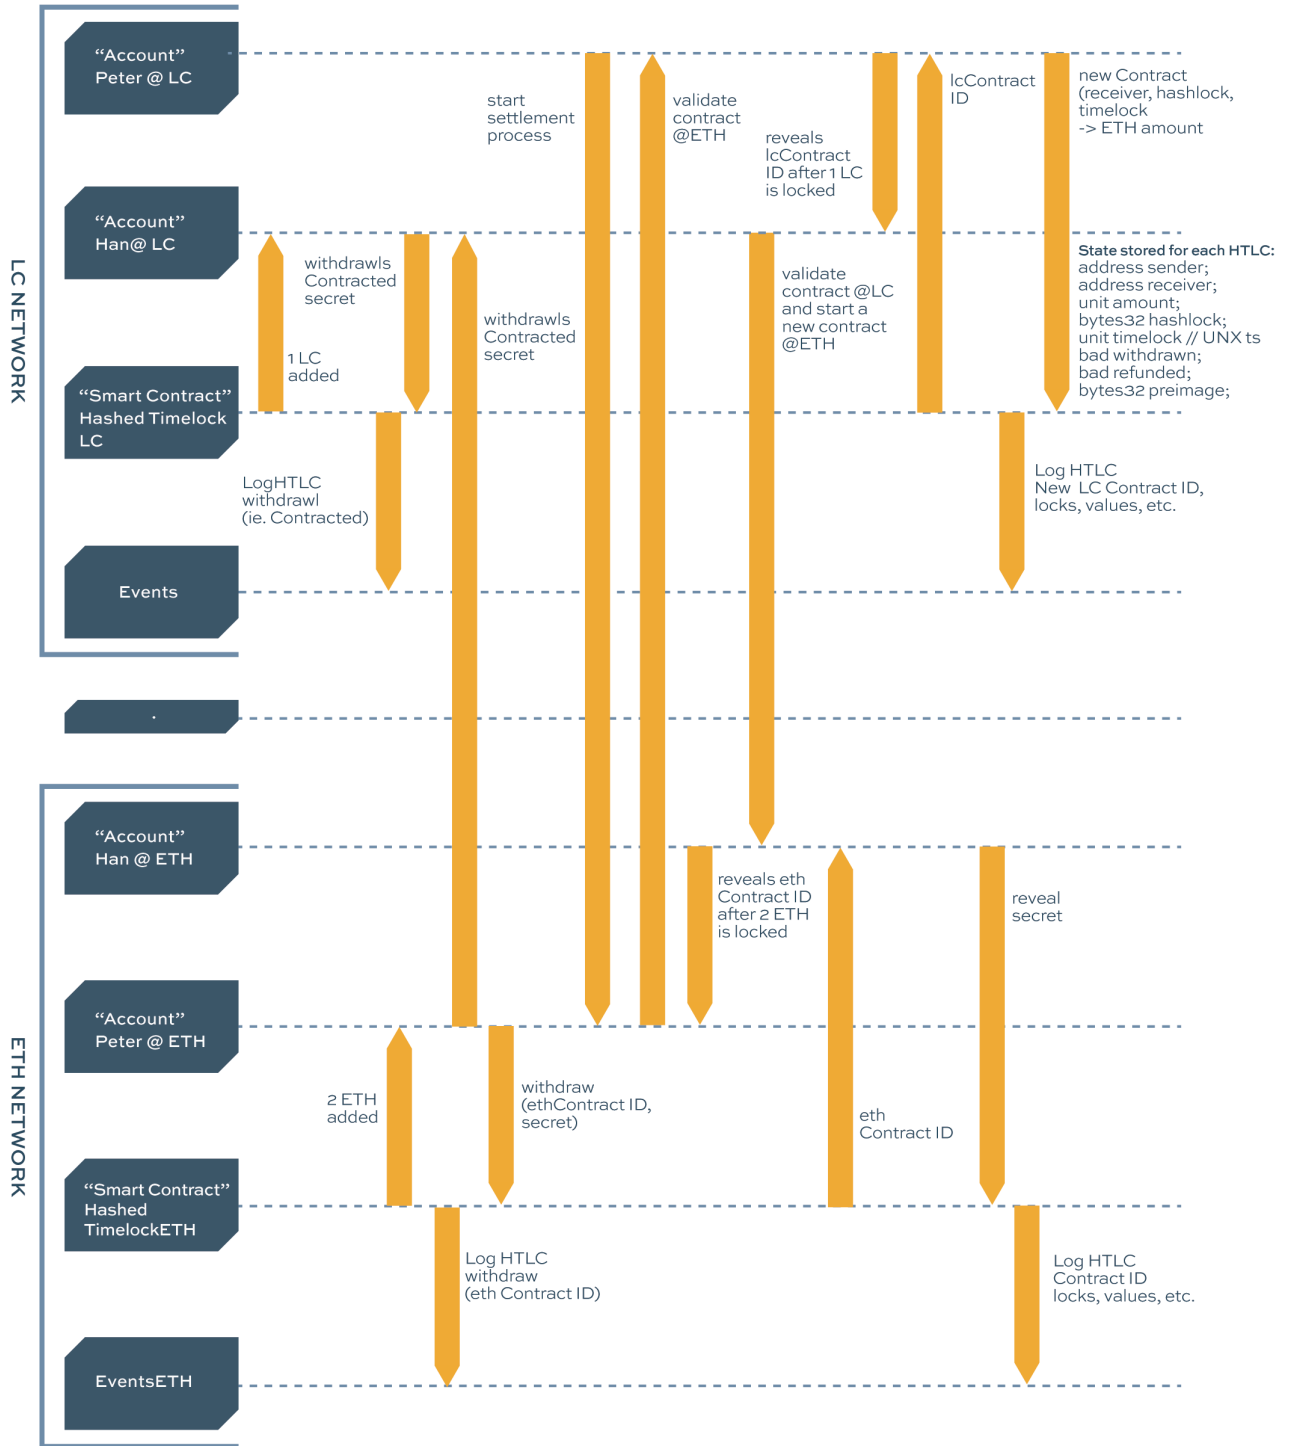 LC NETWORK
“Account”
Peter @ LC
start
settlement
process
validate
contract
@ETH
reveals
lcContract
ID after 1 LC
is locked
lcContract
ID
new Contract
(receiver, hashlock,
timelock
-> ETH amount
“Account”
Han@ LC
withdrawls
Contracted
secret
1 LC
added
withdrawls
Contracted
secret
validate
contract @LC
and start a
new contract
@ETH
State stored for each HTLC:
address sender;
address receiver;
unit amount;
bytes32 hashlock;
unit timelock // UNX ts
bad withdrawn;
bad refunded;
bytes32 preimage;
“Smart Contract”
Hashed Timelock
LC
LogHTLC
withdrawl
(ie. Contracted)
Log HTLC
New LC Contract ID,
locks, values, etc.
Events
.
ETH NETWORK
“Account”
Han @ ETH
reveals eth
Contract ID
after 2 ETH
is locked
reveal
secret
“Account”
Peter @ ETH
2 ETH
added
withdraw
(ethContract ID,
secret)
eth
Contract ID
“Smart Contract”
Hashed
TimelockETH
Log HTLC
withdraw
(eth Contract ID)
Log HTLC
Contract ID
locks, values, etc.
EventsETH